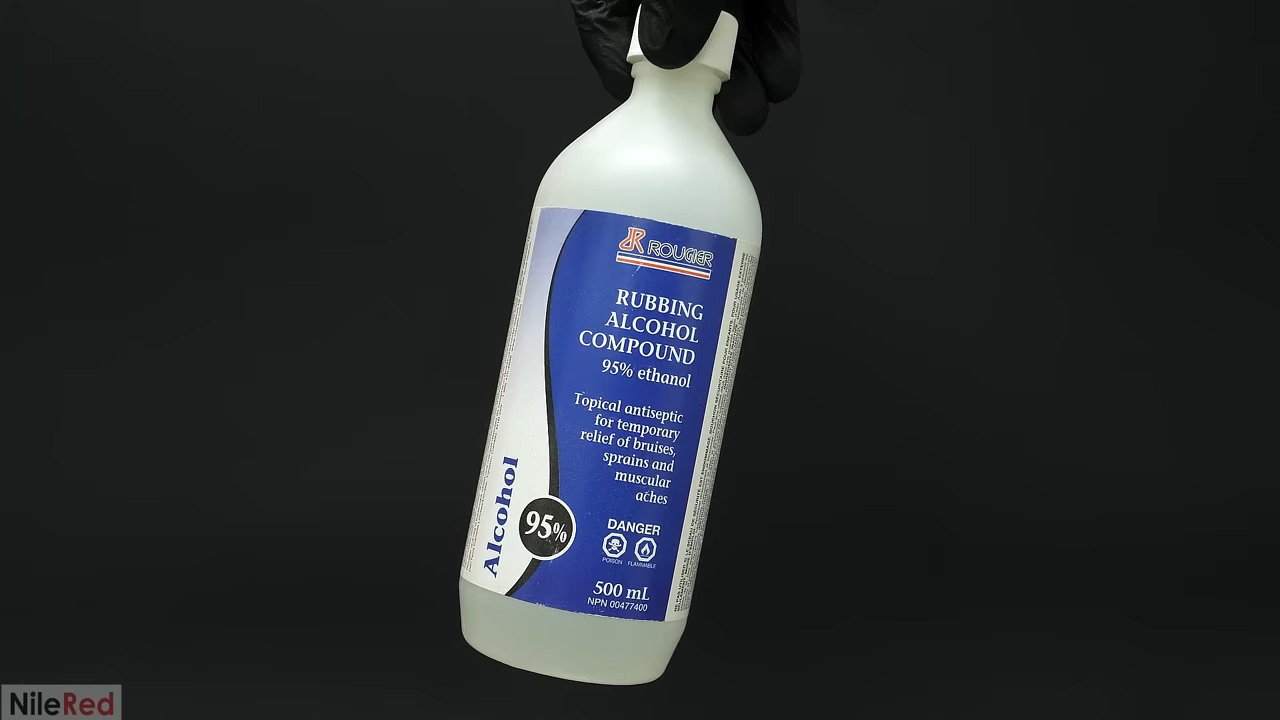 ROUGIER
RUBBING
ALCOHOL
COMPOUND
95% ethanol
Topical antiseptic
for temporary
relief of bruises,
sprains and
muscular
aches
Alcohol
95%
DANGER
POISON FLAMMABLE
500 mL
NPN 00477400
NileRed